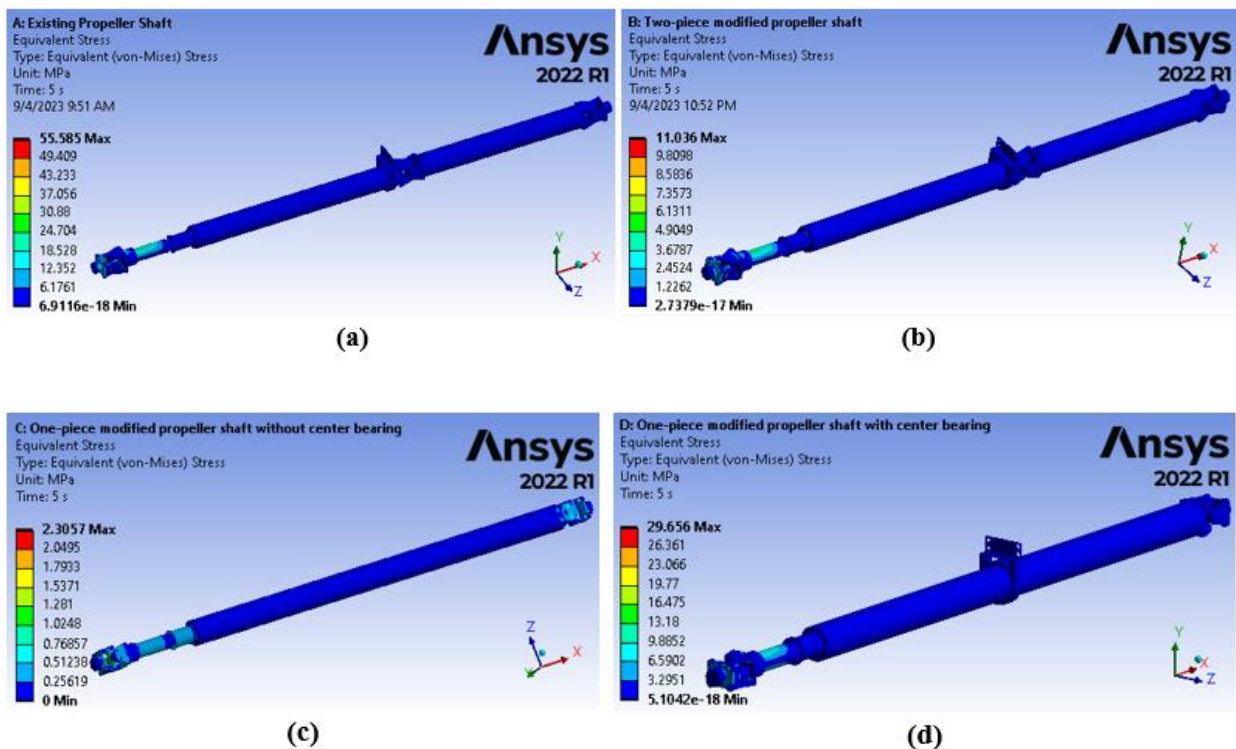 A: Existing Propeller Shaft
Equivalent Stress
Type: Equivalent (von-Mises) Stress
Unit: MPa
Time: 5 s
9/4/2023 9:51 AM
Ansys
2022 R1
55.585 Max
49.409
43.233
37.056
30.88
24.704
18.528
12.352
6.1761
6.9116e-18 Min
Y
X
Z
(a)
B: Two-piece modified propeller shaft
Equivalent Stress
Type: Equivalent (von-Mises) Stress
Unit: MPa
Time: 5 s
9/4/2023 10:52 PM
Ansys
2022 R1
11.036 Max
9.8098
8.5836
7.3573
6.1311
4.9049
3.6787
2.4524
1.2262
2.7379e-17 Min
Y
X
Z
(b)
C: One-piece modified propeller shaft without center bearing
Equivalent Stress
Type: Equivalent (von-Mises) Stress
Unit: MPa
Time: 5 s
Ansys
2022 R1
2.3057 Max
2.0495
1.7933
1.5371
1.281
1.0248
0.76857
0.51238
0.25619
0 Min
Z
X
Y
(c)
D: One-piece modified propeller shaft with center bearing
Equivalent Stress
Type: Equivalent (von-Mises) Stress
Unit: MPa
Time: 5 s
Ansys
2022 R1
29.656 Max
26.361
23.066
19.77
16.475
13.18
9.8852
6.5902
3.2951
5.1042e-18 Min
Y
X
Z
(d)